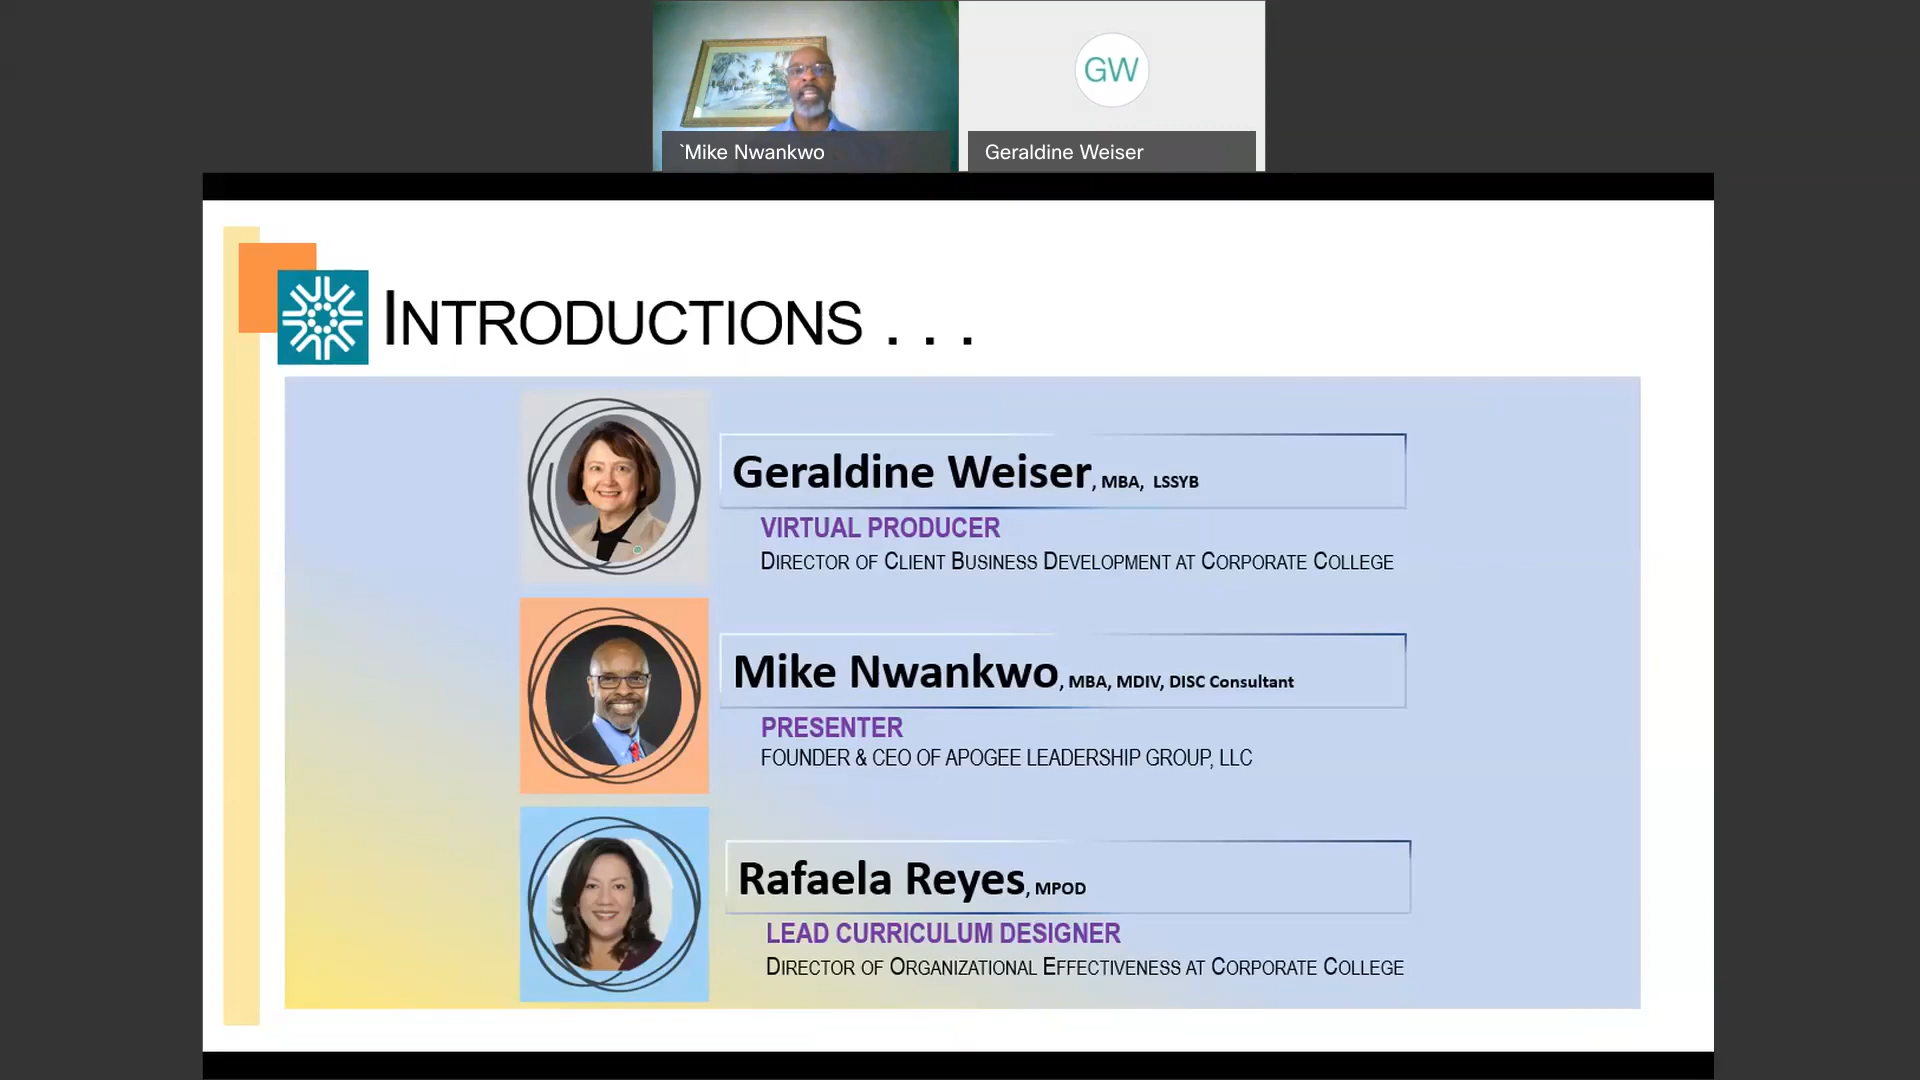 GW
`Mike Nwankwo
Geraldine Weiser
INTRODUCTIONS . . .
Geraldine Weiser, MBA, LSSYB
VIRTUAL PRODUCER
DIRECTOR OF CLIENT BUSINESS DEVELOPMENT AT CORPORATE COLLEGE
Mike Nwankwo, MBA, MDIV, DISC Consultant
PRESENTER
FOUNDER & CEO OF APOGEE LEADERSHIP GROUP, LLC
Rafaela Reyes, MPOD
LEAD CURRICULUM DESIGNER
DIRECTOR OF ORGANIZATIONAL EFFECTIVENESS AT CORPORATE COLLEGE